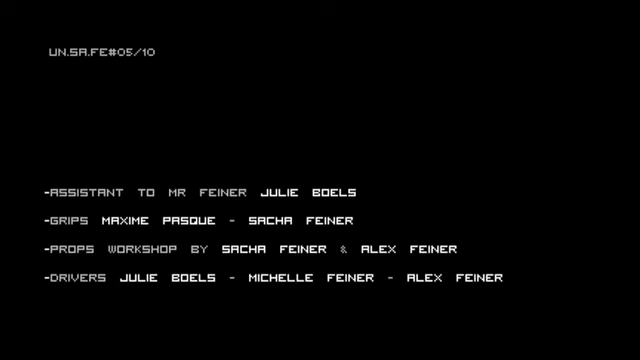 UN.SA.FE#05/10
-ASSISTANT TO MR FEINER JULIE BOELS
-GRIPS MAXIME PASQUE - SACHA FEINER
-PROPS WORKSHOP BY SACHA FEINER & ALEX FEINER
-DRIVERS JULIE BOELS - MICHELLE FEINER - ALEX FEINER